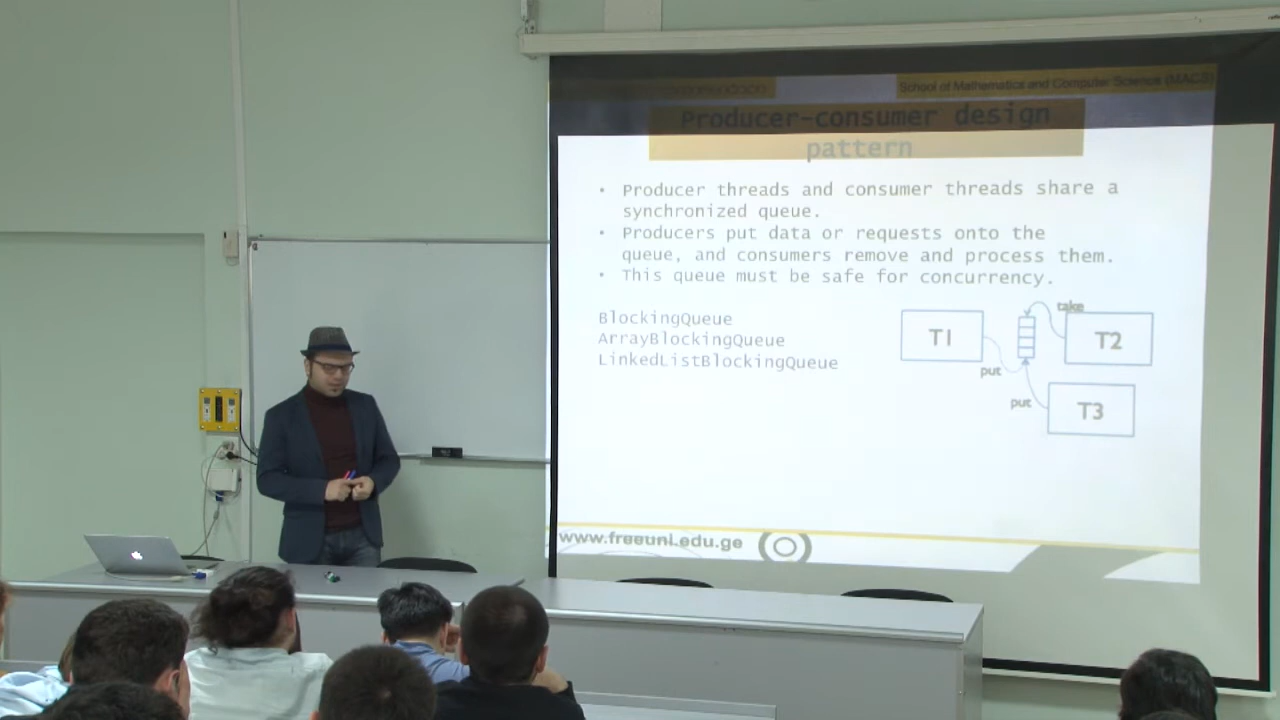 School of Mathematics and Computer Science (MACS)
Producer-consumer design
pattern
• Producer threads and consumer threads share a
synchronized queue.
• Producers put data or requests onto the
queue, and consumers remove and process them.
• This queue must be safe for concurrency.
BlockingQueue
ArrayBlockingQueue
LinkedListBlockingQueue
take
T1
T2
put
put
T3
www.freeuni.edu.ge